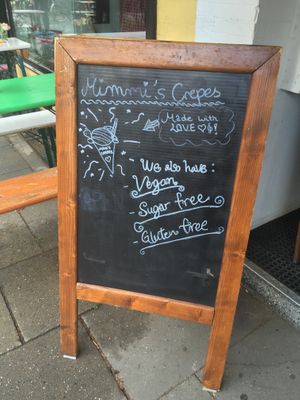 Mimmi's Crepes
Made with
LOVE
We also have:
Vegan
- Sugar free
- Gluten free